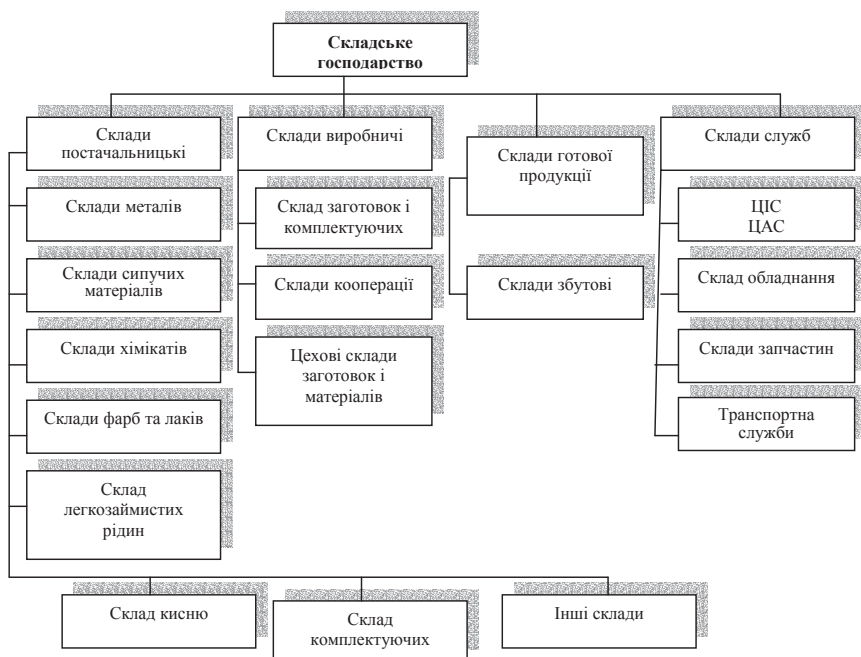 Складське
господарство
Склади
постачальницькі
Склади виробничі
Склади готової
продукції
Склади служб
Склади металів
Склад заготовок і
комплектуючих
ЦІС
ЦАС
Склади сипучих
матеріалів
Склади кооперації
Склади збутові
Склад обладнання
Склади хімікатів
Цехові склади
заготовок і
матеріалів
Склади запчастин
Склади фарб та лаків
Транспортна
служби
Склад
легкозаймистих
рідин
Склад кисню
Склад
комплектуючих
Інші склади